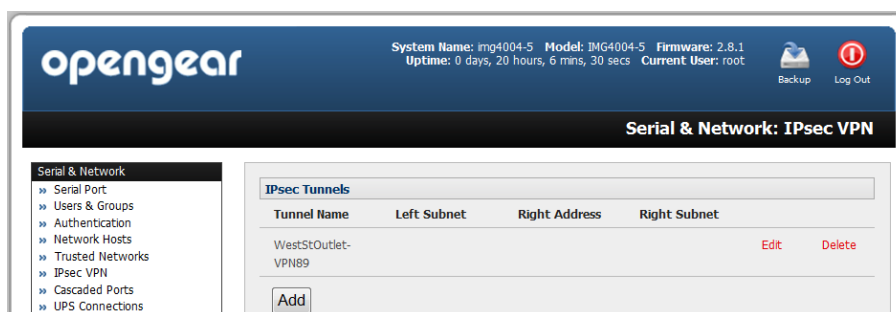 opengear
System Name: img4004-5 Model: IMG4004-5 Firmware: 2.8.1
Uptime: 0 days, 20 hours, 6 mins, 30 secs Current User: root
Backup
Log Out
Serial & Network: IPsec VPN
Serial & Network
» Serial Port
» Users & Groups
» Authentication
» Network Hosts
» Trusted Networks
» IPsec VPN
» Cascaded Ports
» UPS Connections
IPsec Tunnels
Tunnel Name Left Subnet Right Address Right Subnet
WestStOutlet- Edit Delete
VPN89
Add